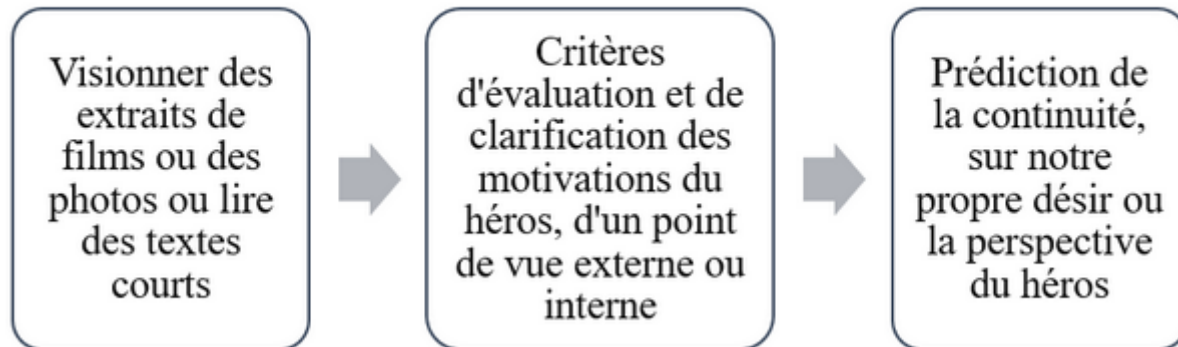 Visionner des
extraits de
films ou des
photos ou lire
des textes
courts
Critères
d'évaluation et de
clarification des
motivations du
héros, d'un point
de vue externe ou
interne
Prédiction de
la continuité,
sur notre
propre désir ou
la perspective
du héros